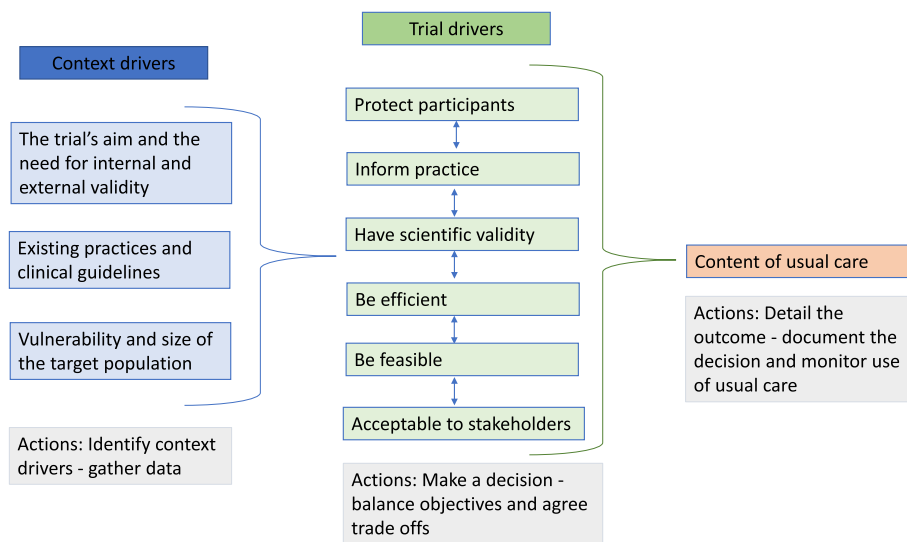 Context drivers
The trial's aim and the
need for internal and
external validity
Existing practices and
clinical guidelines
Vulnerability and size of
the target population
Actions: Identify context
drivers - gather data
Trial drivers
Protect participants
Inform practice
Have scientific validity
Be efficient
Be feasible
Acceptable to stakeholders
Actions: Make a decision -
balance objectives and agree
trade offs
Content of usual care
Actions: Detail the
outcome - document the
decision and monitor use
of usual care